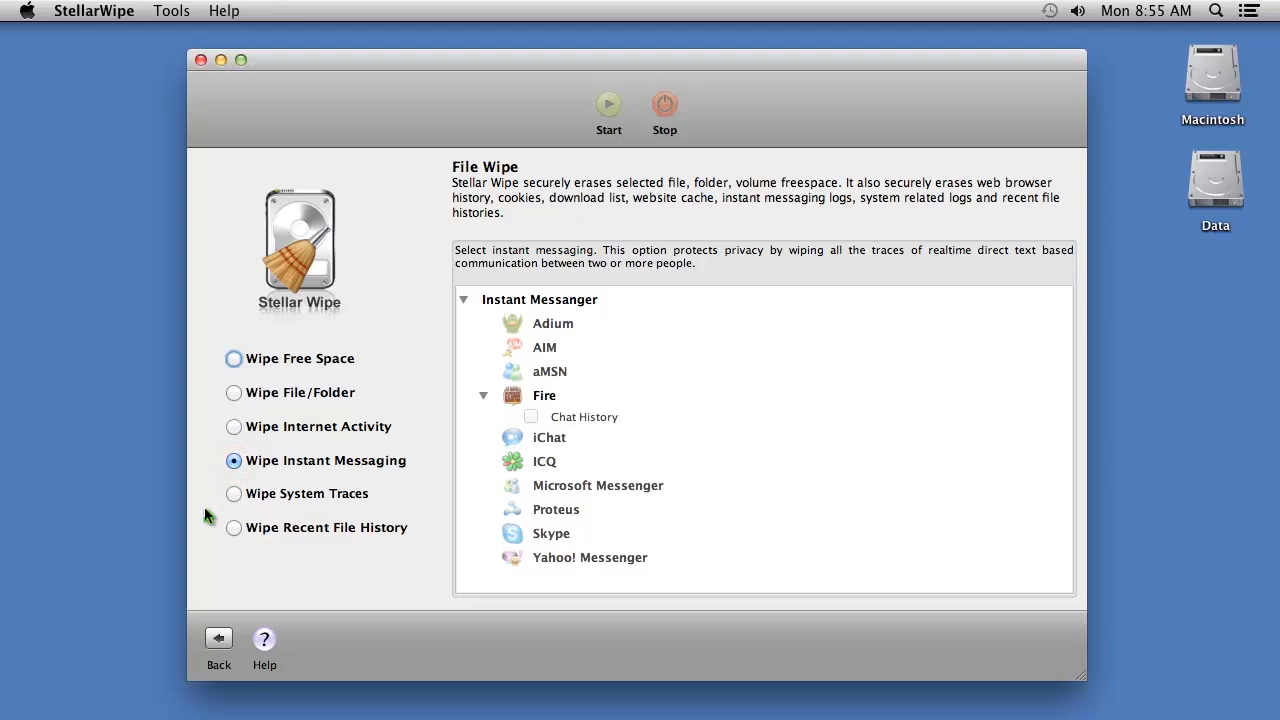 StellarWipe Tools Help Mon 8:55 AM
Macintosh
Data
Start Stop
File Wipe
Stellar Wipe securely erases selected file, folder, volume freespace. It also securely erases web browser
history, cookies, download list, website cache, instant messaging logs, system related logs and recent file
histories.
Select instant messaging. This option protects privacy by wiping all the traces of realtime direct text based
communication between two or more people.
Stellar Wipe
Wipe Free Space
Wipe File/Folder
Wipe Internet Activity
Wipe Instant Messaging
Wipe System Traces
Wipe Recent File History
Instant Messanger
Adium
AIM
aMSN
Fire
Chat History
iChat
ICQ
Microsoft Messenger
Proteus
Skype
Yahoo! Messenger
?
Back Help